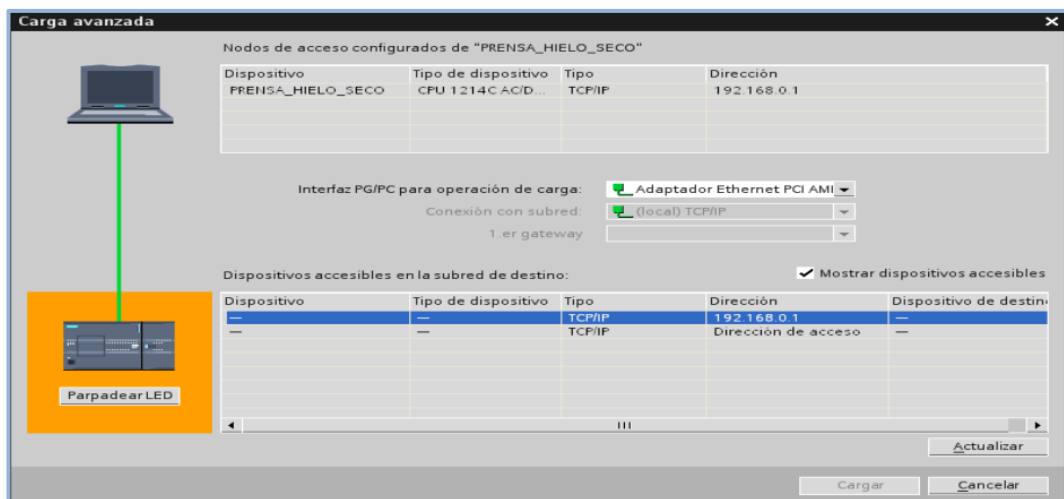 Carga avanzada
Nodos de acceso configurados de "PRENSA_HIELO_SECO"
Dispositivo Tipo de dispositivo Tipo Dirección
PRENSA_HIELO_SECO CPU 1214C AC/D... TCP/IP 192.168.0.1
Interfaz PG/PC para operación de carga: Adaptador Ethernet PCI AMI
Conexión con subred: (local) TCP/IP
1.er gateway
Dispositivos accesibles en la subred de destino: Mostrar dispositivos accesibles
Dispositivo Tipo de dispositivo Tipo Dirección Dispositivo de destin
— — TCP/IP 192.168.0.1 —
— — TCP/IP Dirección de acceso —
Parpadear LED
Actualizar
Cargar Cancelar